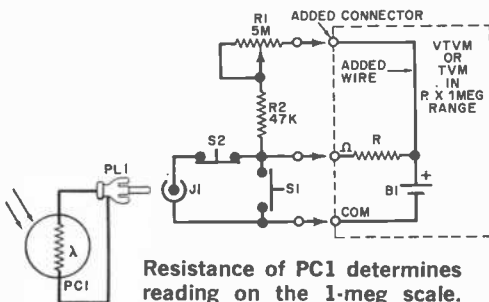 ADDED CONNECTOR
R1
5M
VTVM
OR
TVM
IN
R X 1MEG
RANGE
ADDED
WIRE
R2
47K
S2
Ω
R
PL1
J1
S1
+
B1
COM
λ
PC1
Resistance of PC1 determines
reading on the 1-meg scale.